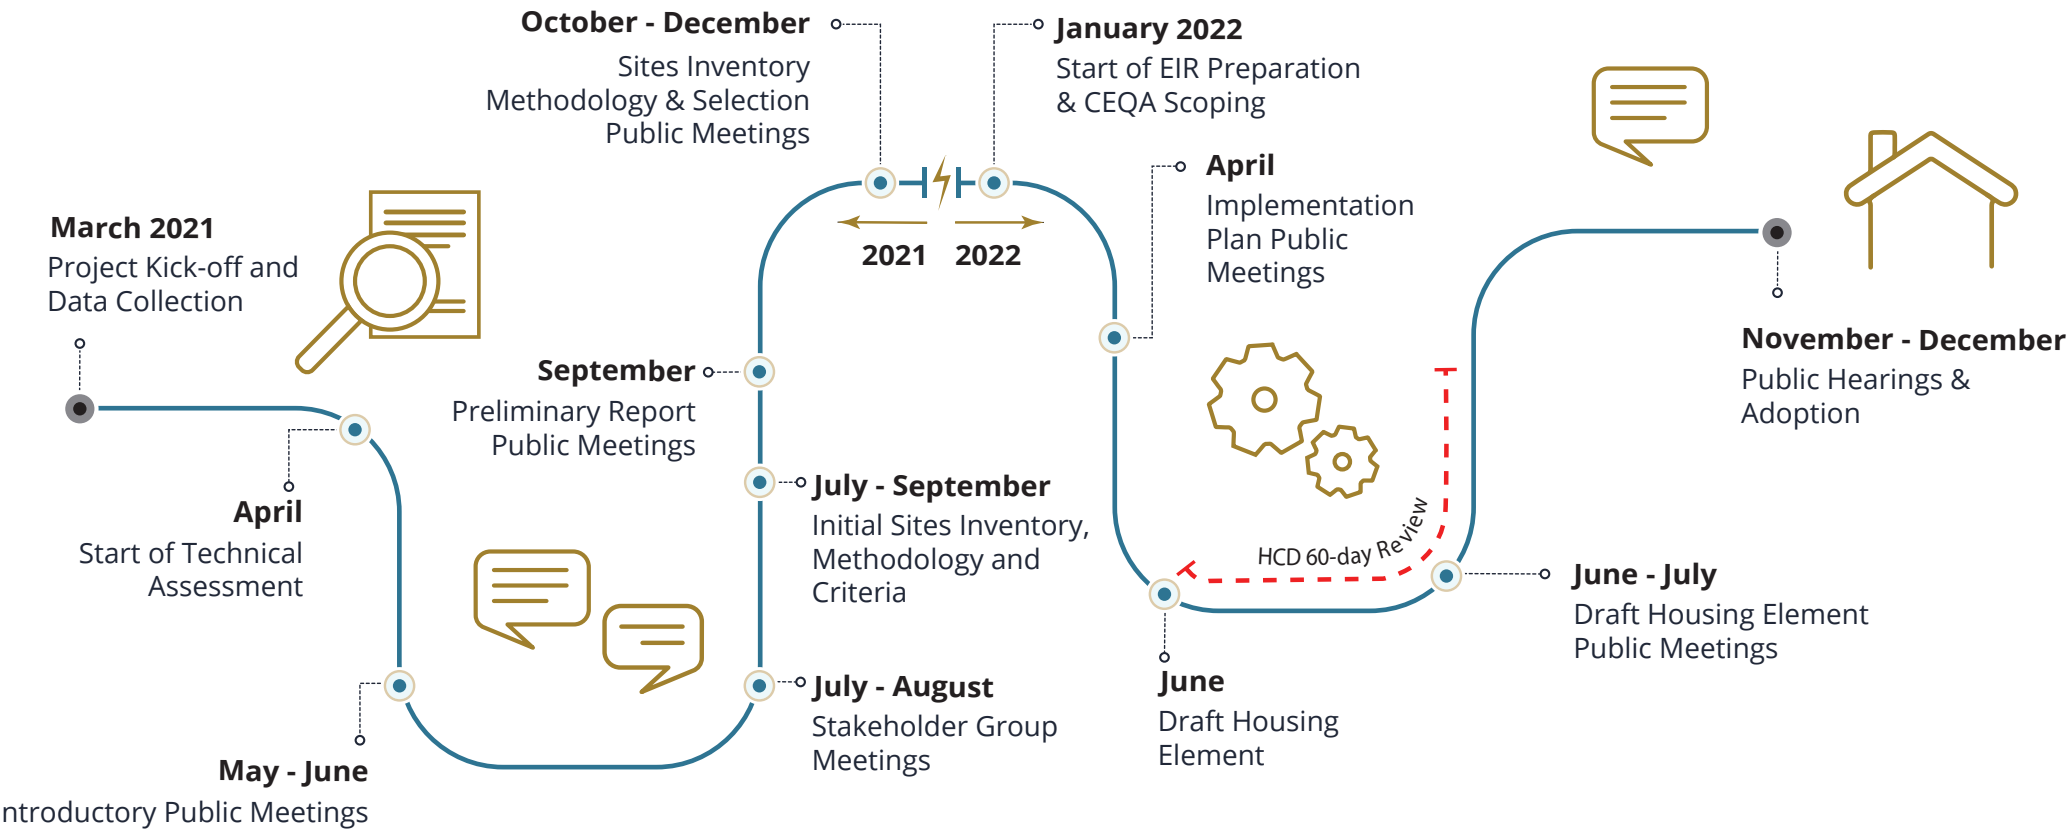 March 2021
Project Kick-off and
Data Collection
April
Start of Technical
Assessment
May - June
ntroductory Public Meetings
July - August
Stakeholder Group
Meetings
July - September
Initial Sites Inventory,
Methodology and
Criteria
September
Preliminary Report
Public Meetings
October - December
Sites Inventory
Methodology & Selection
Public Meetings
2021 2022
January 2022
Start of EIR Preparation
& CEQA Scoping
April
Implementation
Plan Public
Meetings
June
Draft Housing
Element
HCD 60-day Review
June - July
Draft Housing Element
Public Meetings
November - December
Public Hearings &
Adoption